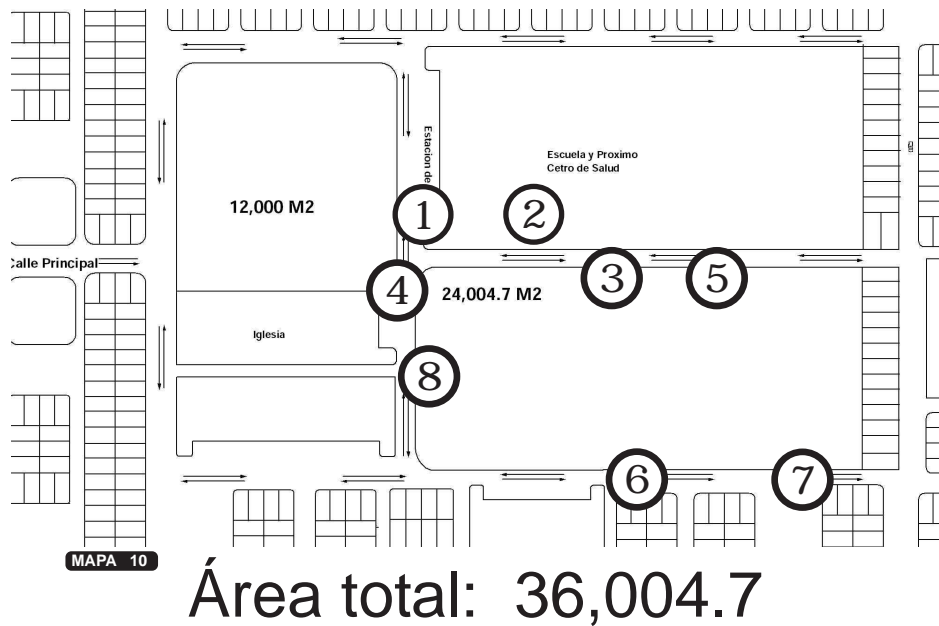 Estacion de
Escuela y Proximo
Cetro de Salud
12,000 M2
1
2
Calle Principal
3
5
4
24,004.7 M2
Iglesia
8
6
7
MAPA 10
Área total: 36,004.7